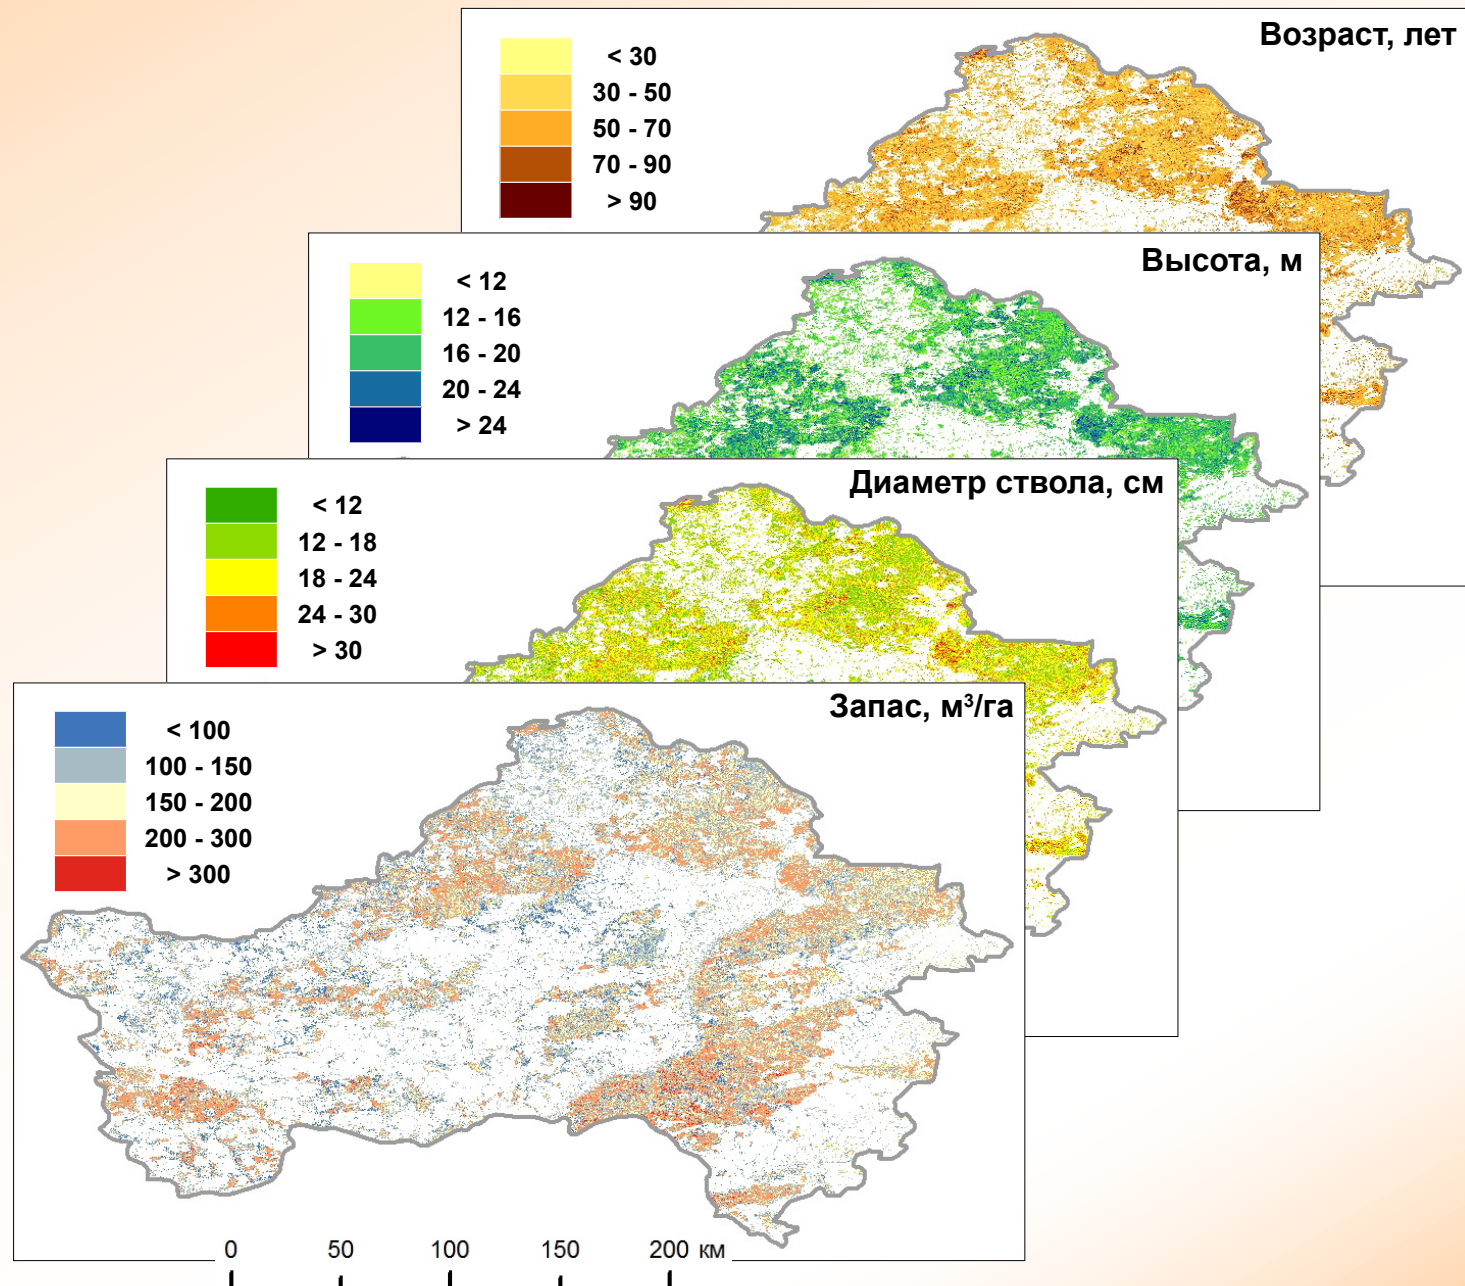 Возраст, лет
< 30
30 - 50
50 - 70
70 - 90
> 90
Высота, м
< 12
12 - 16
16 - 20
20 - 24
> 24
Диаметр ствола, см
< 12
12 - 18
18 - 24
24 - 30
> 30
Запас, м³/га
< 100
100 - 150
150 - 200
200 - 300
> 300
0 50 100 150 200 км